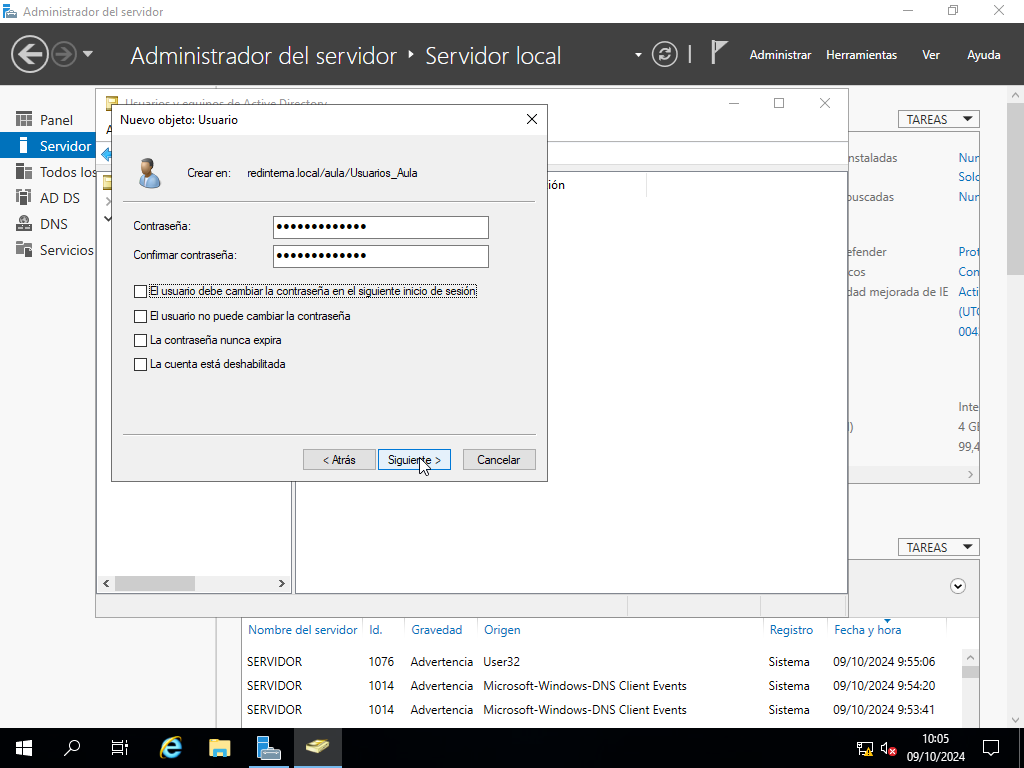 Administrador del servidor
Administrador del servidor ‣ Servidor local
Administrar Herramientas Ver Ayuda
Panel
Servidor
Todos los
AD DS
DNS
Servicios
Usuarios y equipos de Active Directory
Nuevo objeto: Usuario
Crear en: redinterna.local/aula/Usuarios_Aula
Contraseña: •••••••••••••
Confirmar contraseña: •••••••••••••
El usuario debe cambiar la contraseña en el siguiente inicio de sesión
El usuario no puede cambiar la contraseña
La contraseña nunca expira
La cuenta está deshabilitada
< Atrás Siguiente > Cancelar
ión
TAREAS
nstaladas Nun
Solo
buscadas Nun
efender Prot
cos Con
dad mejorada de IE Acti
(UTC
004
Inte
4 GB
99,4
TAREAS
Nombre del servidor Id. Gravedad Origen Registro Fecha y hora
SERVIDOR 1076 Advertencia User32 Sistema 09/10/2024 9:55:06
SERVIDOR 1014 Advertencia Microsoft-Windows-DNS Client Events Sistema 09/10/2024 9:54:20
SERVIDOR 1014 Advertencia Microsoft-Windows-DNS Client Events Sistema 09/10/2024 9:53:41
10:05
09/10/2024